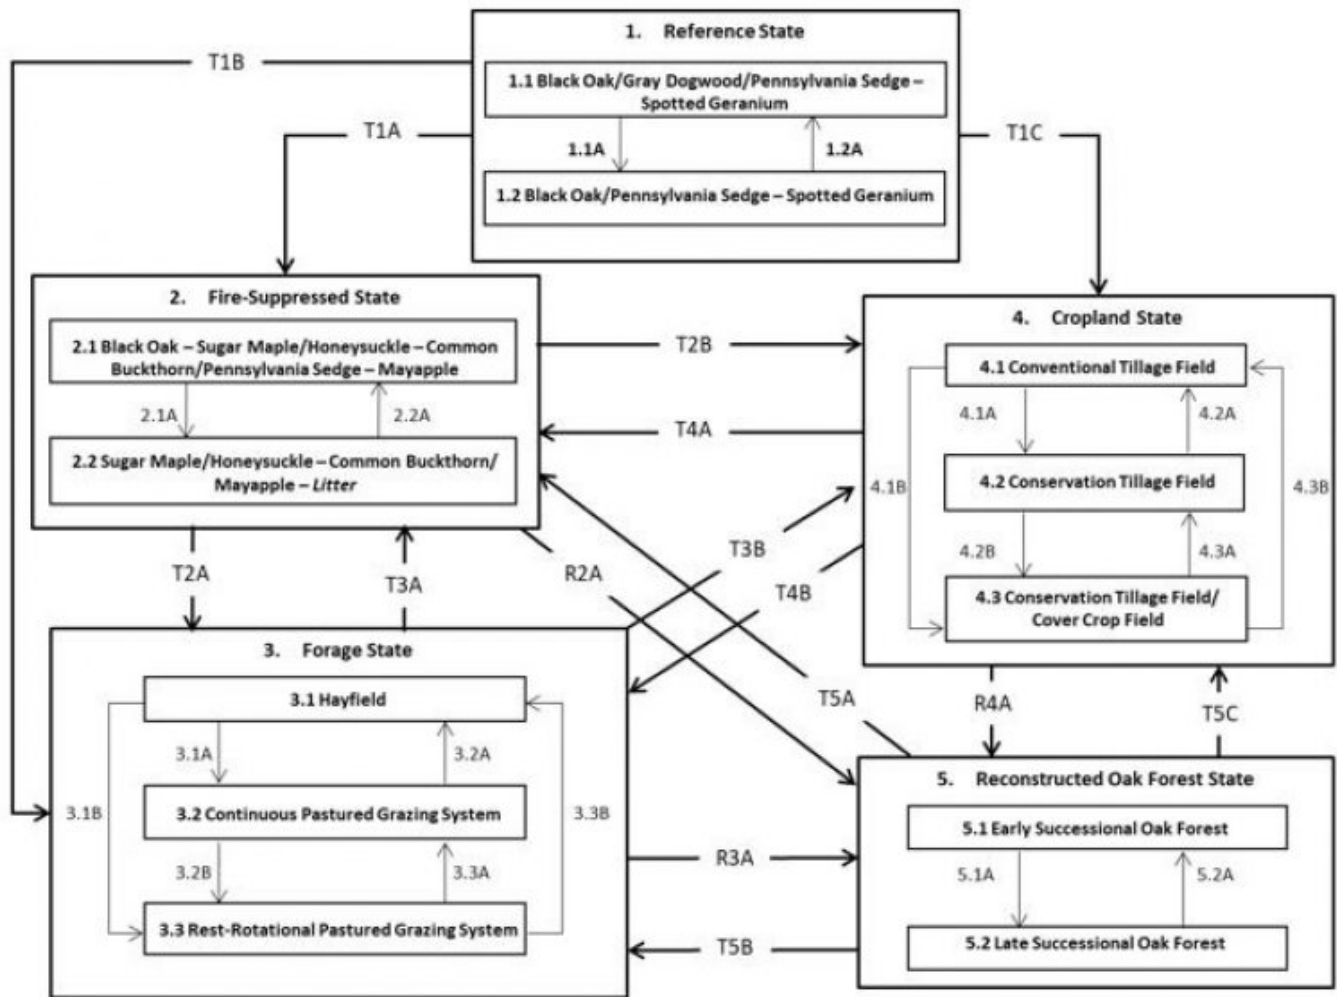 1. Reference State
T1B
1.1 Black Oak/Gray Dogwood/Pennsylvania Sedge –
Spotted Geranium
T1A
T1C
1.1A
1.2A
1.2 Black Oak/Pennsylvania Sedge – Spotted Geranium
2. Fire-Suppressed State
2.1 Black Oak – Sugar Maple/Honeysuckle – Common
Buckthorn/Pennsylvania Sedge – Mayapple
2.1A
2.2A
2.2 Sugar Maple/Honeysuckle – Common Buckthorn/
Mayapple – Litter
T2B
T4A
4. Cropland State
4.1 Conventional Tillage Field
4.1A
4.2A
4.2 Conservation Tillage Field
4.1B
4.3B
4.2B
4.3A
4.3 Conservation Tillage Field/
Cover Crop Field
T2A
T3A
R2A
T3B
T4B
3. Forage State
3.1 Hayfield
3.1A
3.2A
3.2 Continuous Pastured Grazing System
3.1B
3.3B
3.2B
3.3A
3.3 Rest-Rotational Pastured Grazing System
T5A
R4A
T5C
R3A
T5B
5. Reconstructed Oak Forest State
5.1 Early Successional Oak Forest
5.1A
5.2A
5.2 Late Successional Oak Forest